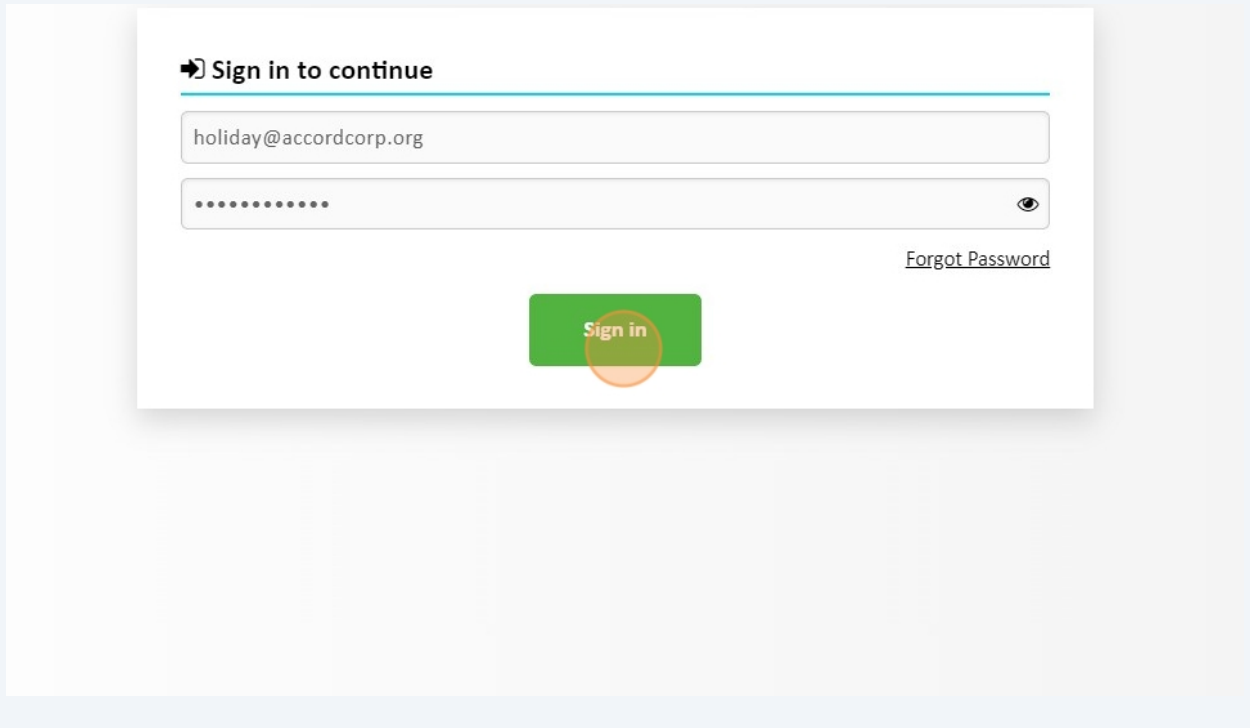 Sign in to continue
holiday@accordcorp.org
••••••••••••
Forgot Password
Sign in